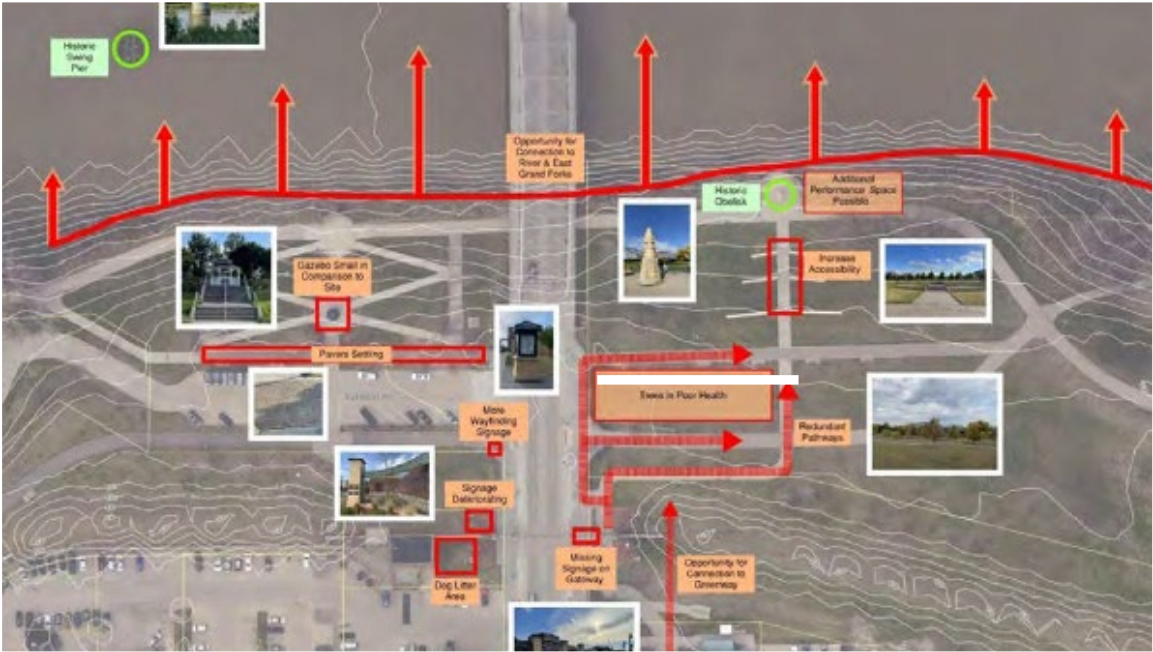 Historic
Swing
Pier
Opportunity for
Connection to
River & East
Grand Forks
Historic
Obelisk
Additional
Performance Space
Possible
Gazebo Small in
Comparison to
Site
Increase
Accessibility
Pavers Settling
Trees in Poor Health
More
Wayfinding
Signage
Redundant
Pathways
Signage
Deteriorating
Missing
Signage on
Gateway
Opportunity for
Connection to
Greenway
Dog Litter
Area